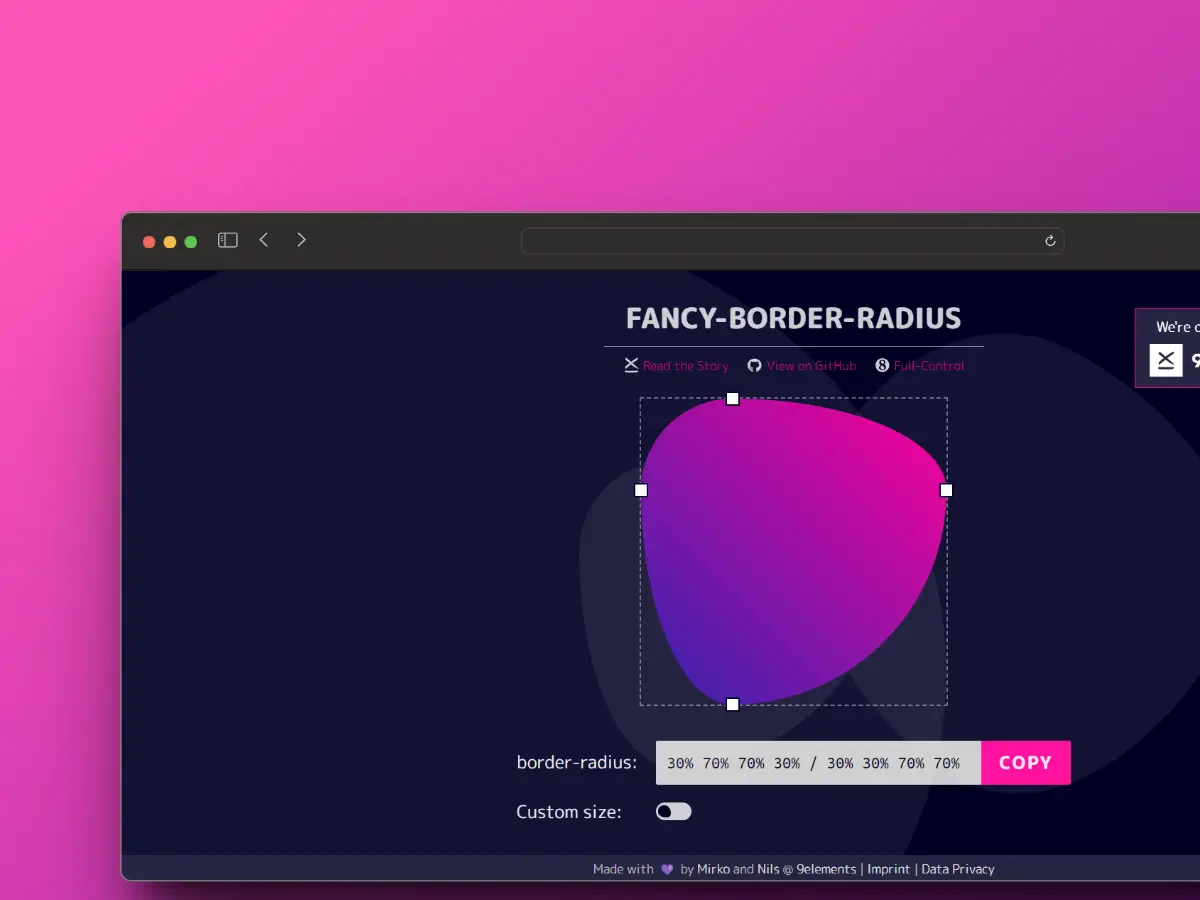 FANCY-BORDER-RADIUS
Read the Story View on GitHub 8 Full-Control
We're
9
border-radius: 30% 70% 70% 30% / 30% 30% 70% 70% COPY
Custom size:
Made with 💜 by Mirko and Nils @ 9elements | Imprint | Data Privacy